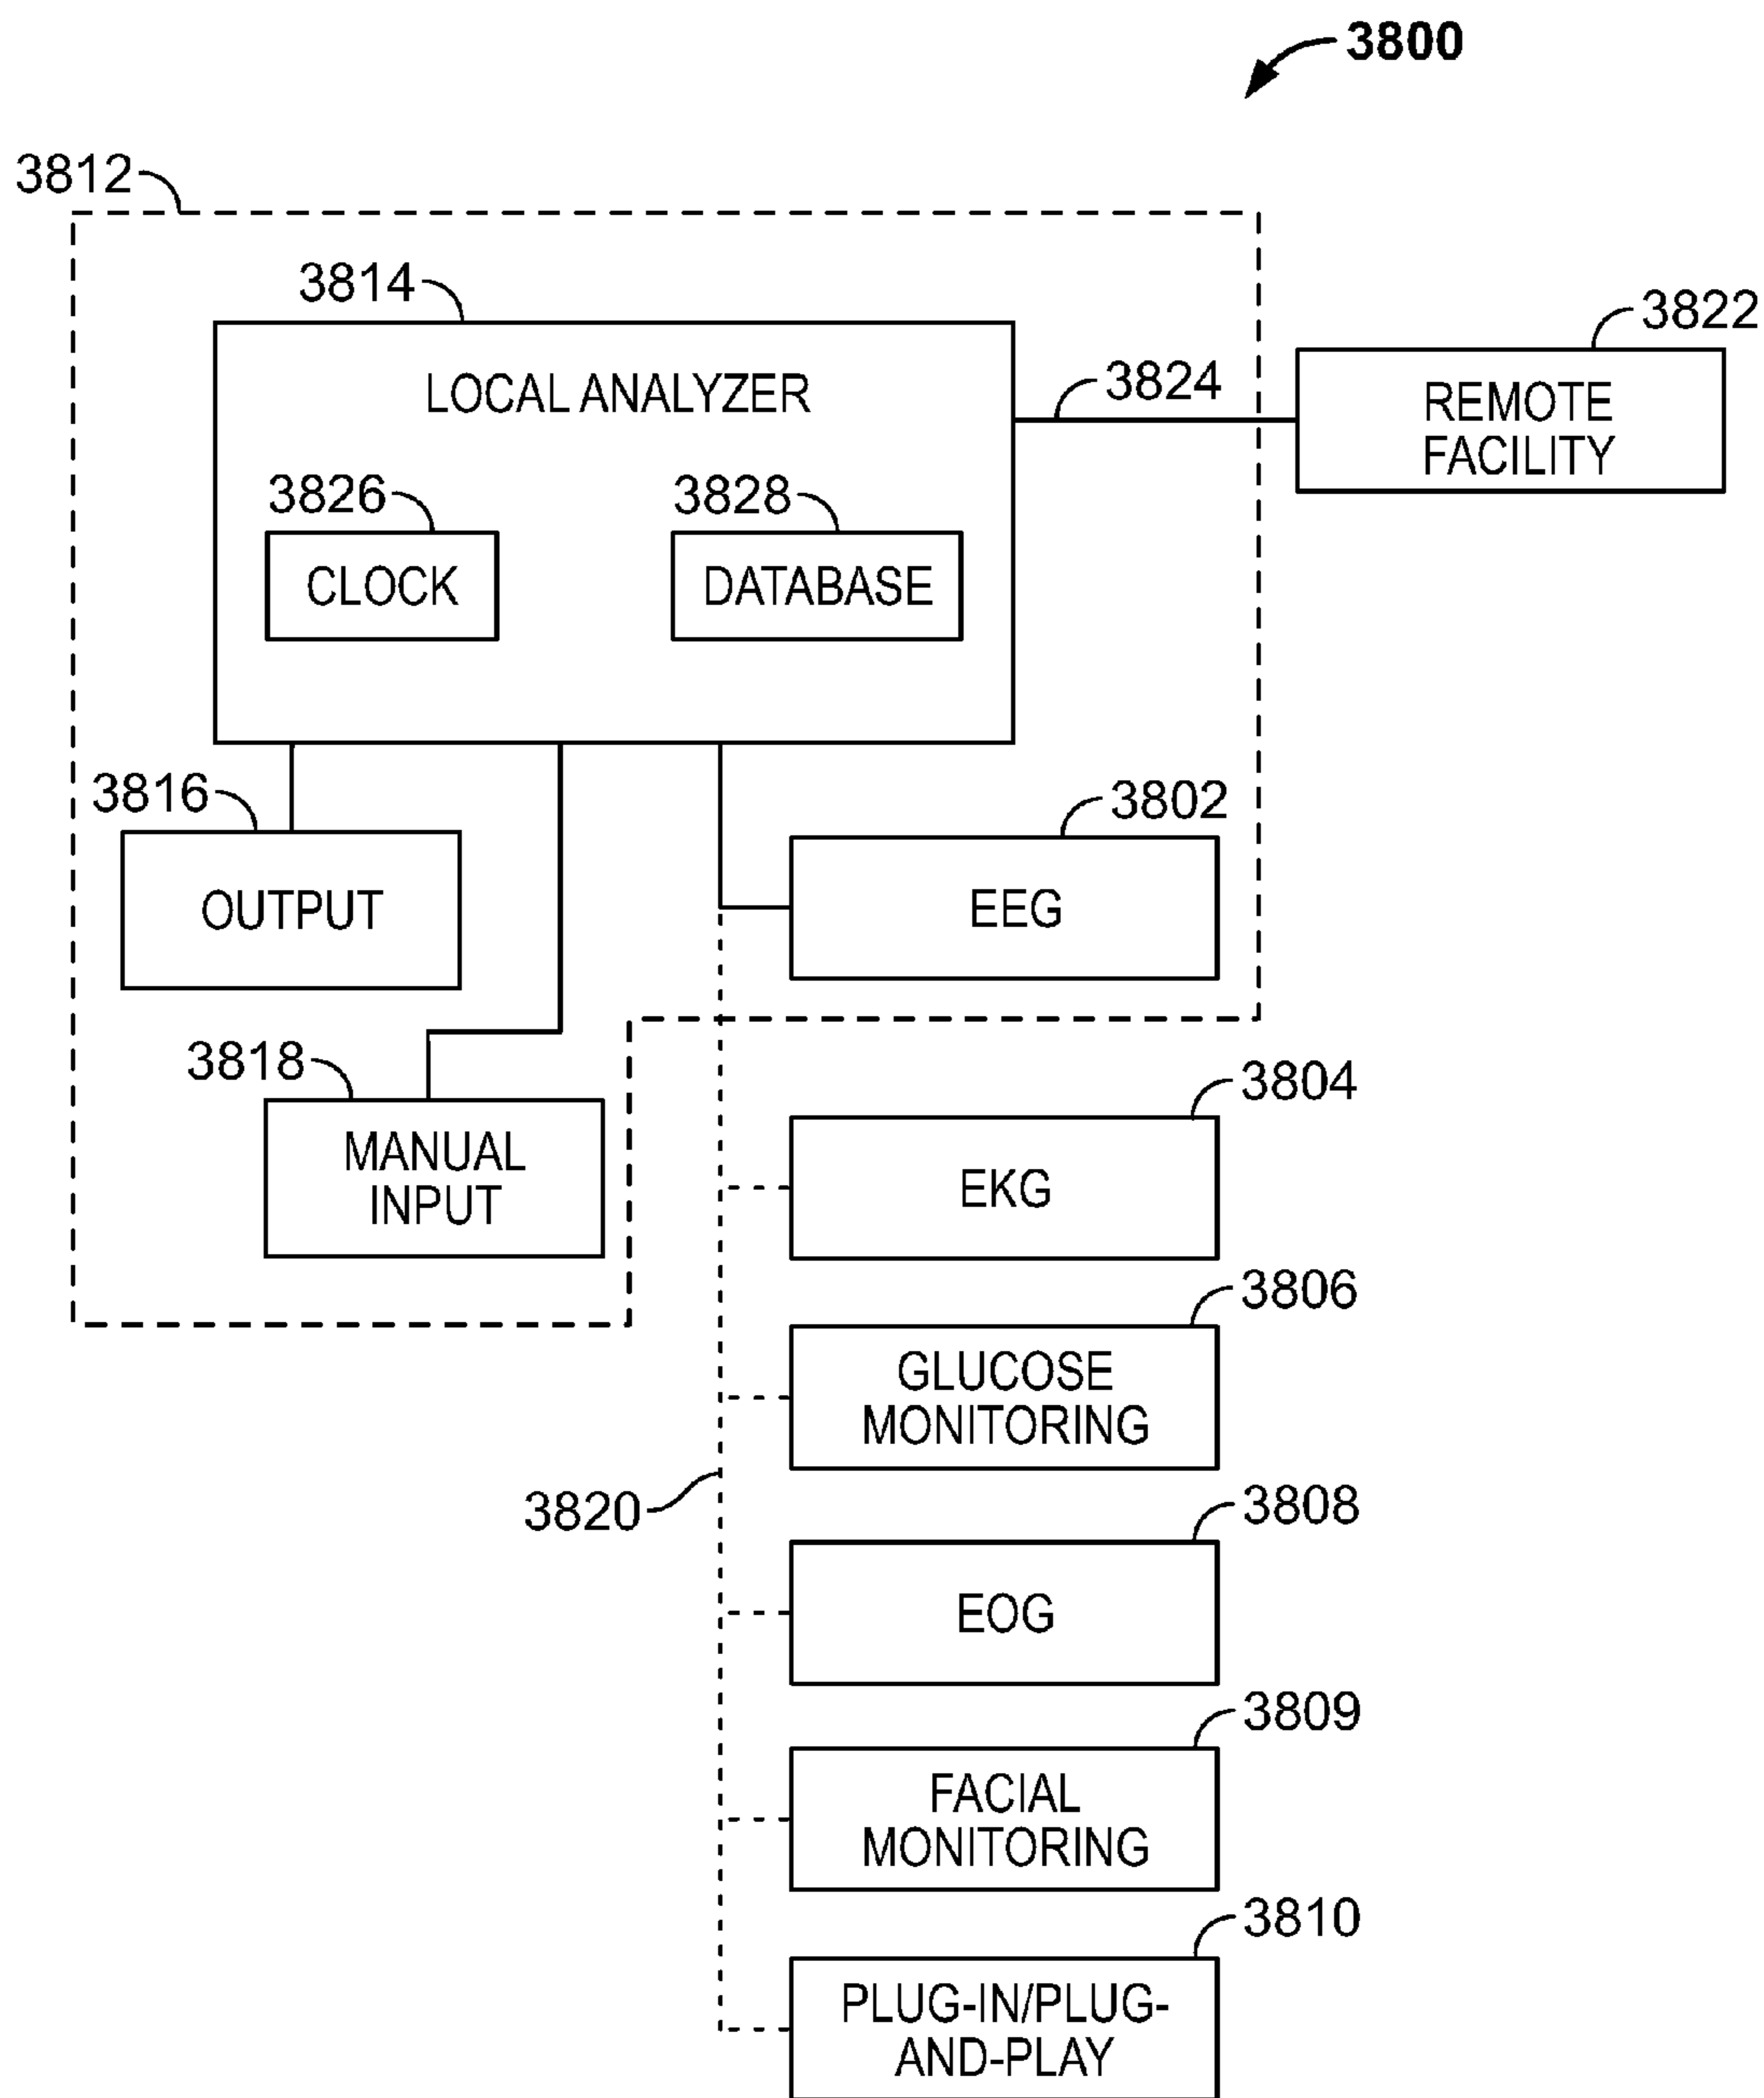 3800
3812
3814
3822
LOCAL ANALYZER
3824
REMOTE
FACILITY
3826
3828
CLOCK
DATABASE
3816
3802
OUTPUT
EEG
3818
3804
MANUAL
INPUT
EKG
3806
GLUCOSE
MONITORING
3820
3808
EOG
3809
FACIAL
MONITORING
3810
PLUG-IN/PLUG-
AND-PLAY